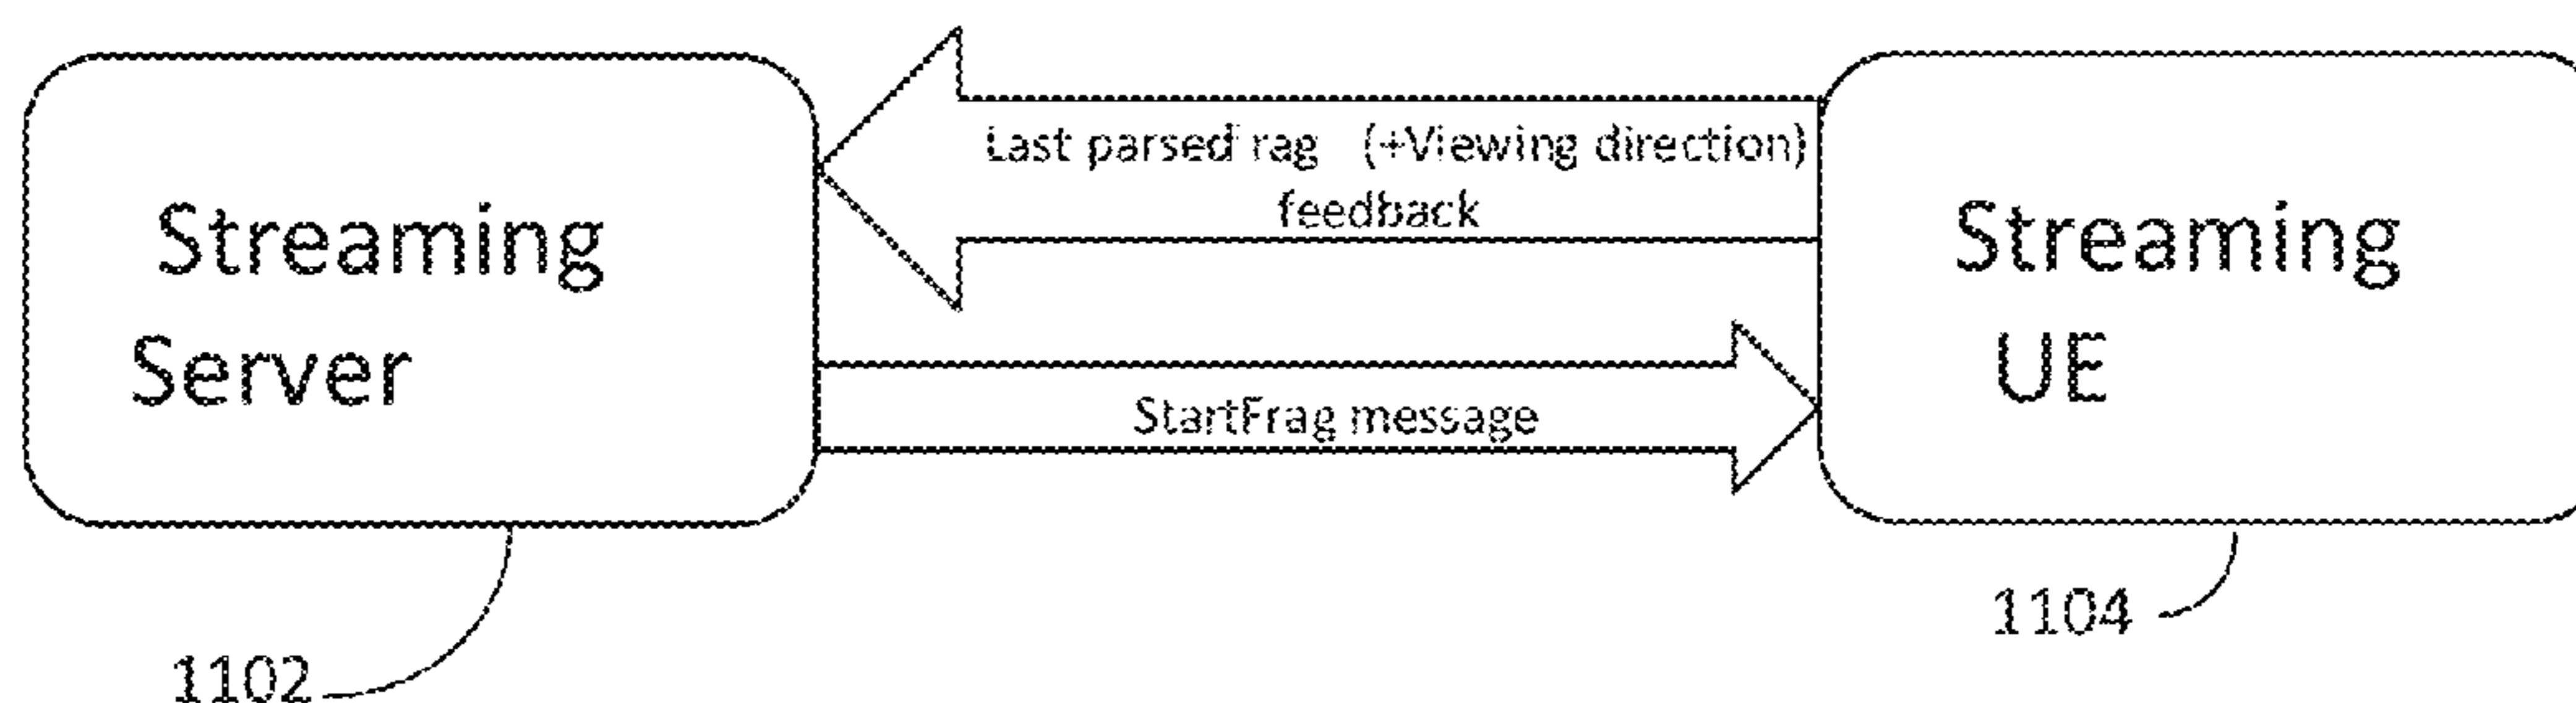 Streaming
Server
Last parsed rag (+Viewing direction)
feedback
StartFrag message
Streaming
UE
1102
1104